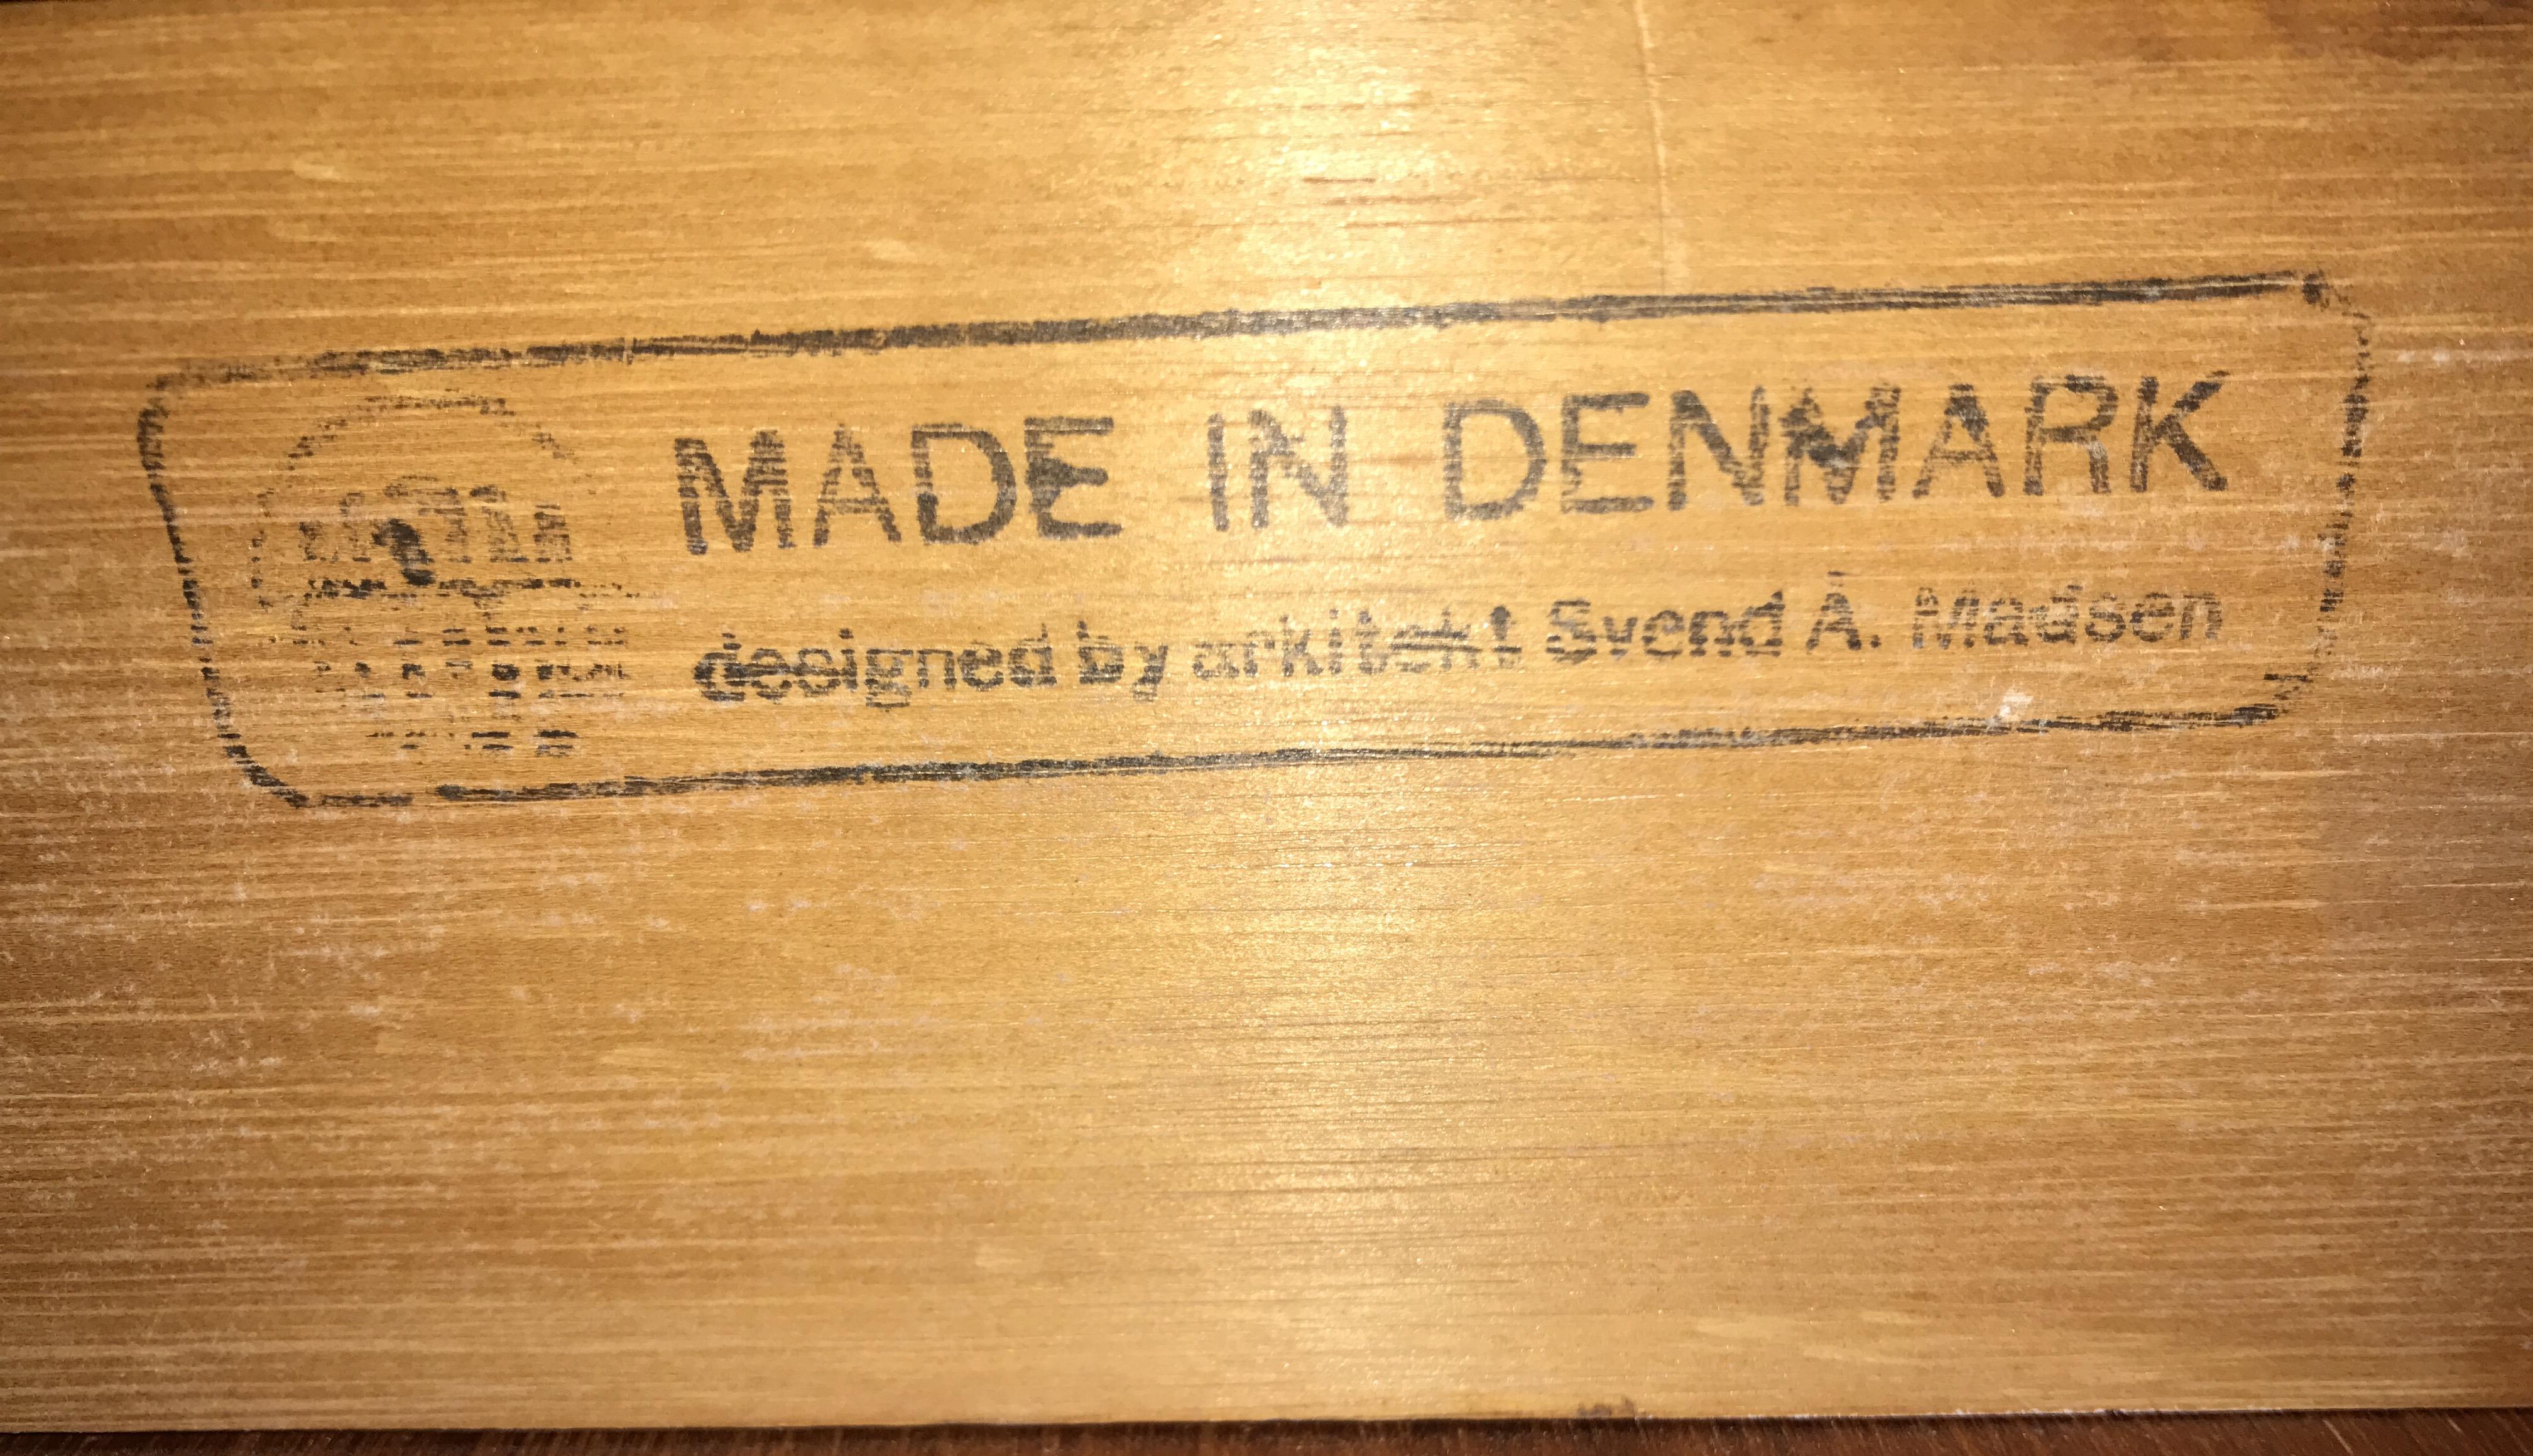 MADE IN DENMARK
designed by arkitekt Svend Å. Madsen